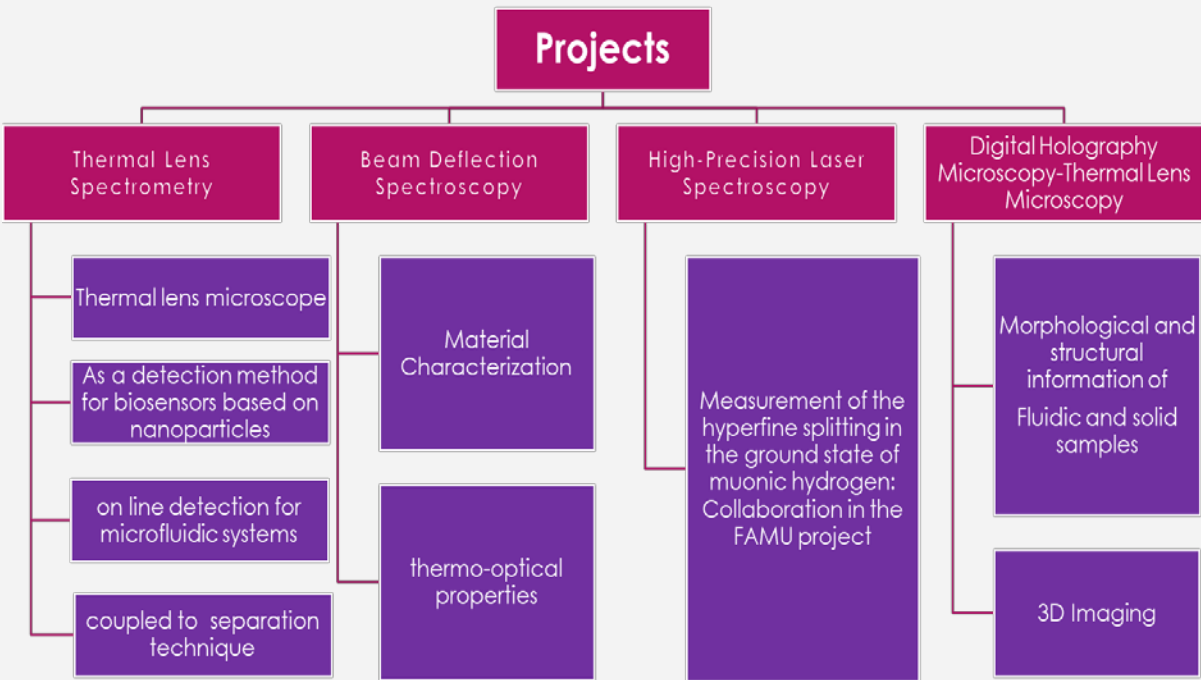 Projects
Thermal Lens
Spectrometry
Thermal lens microscope
As a detection method
for biosensors based on
nanoparticles
on line detection for
microfluidic systems
coupled to separation
technique
Beam Deflection
Spectroscopy
Material
Characterization
thermo-optical
properties
High-Precision Laser
Spectroscopy
Measurement of the
hyperfine splitting in
the ground state of
muonic hydrogen:
Collaboration in the
FAMU project
Digital Holography
Microscopy-Thermal Lens
Microscopy
Morphological and
structural
information of
Fluidic and solid
samples
3D Imaging